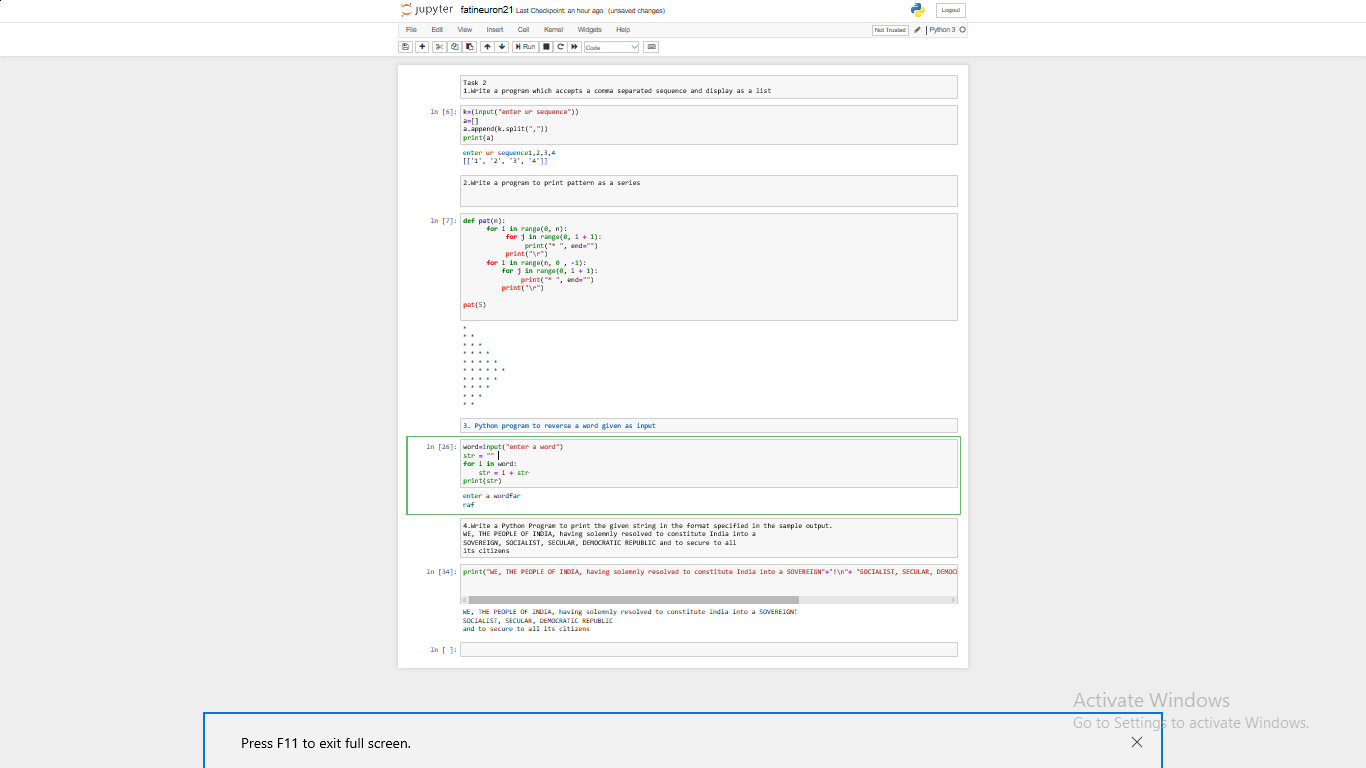 jupyter fatineuron21 Last Checkpoint: an hour ago (unsaved changes) Logout
File Edit View Insert Cell Kernel Widgets Help Not Trusted Python 3
Run Code
Task 2
1.Write a program which accepts a comma separated sequence and display as a list
In [6]: k=(input("enter ur sequence"))
a=[]
a.append(k.split(","))
print(a)
enter ur sequence1,2,3,4
[['1', '2', '3', '4']]
2.Write a program to print pattern as a series
In [7]: def pat(n):
for i in range(0, n):
for j in range(0, i + 1):
print("* ", end="")
print("\r")
for i in range(n, 0 , -1):
for j in range(0, i + 1):
print("* ", end="")
print("\r")
pat(5)
*
* *
* * *
* * * *
* * * * *
* * * * * *
* * * * *
* * * *
* * *
* *
3. Python program to reverse a word given as input
In [26]: word=input("enter a word")
str = ""
for i in word:
str = i + str
print(str)
enter a wordfar
raf
4.Write a Python Program to print the given string in the format specified in the sample output.
WE, THE PEOPLE OF INDIA, having solemnly resolved to constitute India into a
SOVEREIGN, SOCIALIST, SECULAR, DEMOCRATIC REPUBLIC and to secure to all
its citizens
In [34]: print("WE, THE PEOPLE OF INDIA, having solemnly resolved to constitute India into a SOVEREIGN"+"!\n"+ "SOCIALIST, SECULAR, DEMOC
WE, THE PEOPLE OF INDIA, having solemnly resolved to constitute India into a SOVEREIGN!
SOCIALIST, SECULAR, DEMOCRATIC REPUBLIC
and to secure to all its citizens
In [ ]:
Activate Windows
Go to Settings to activate Windows.
Press F11 to exit full screen.